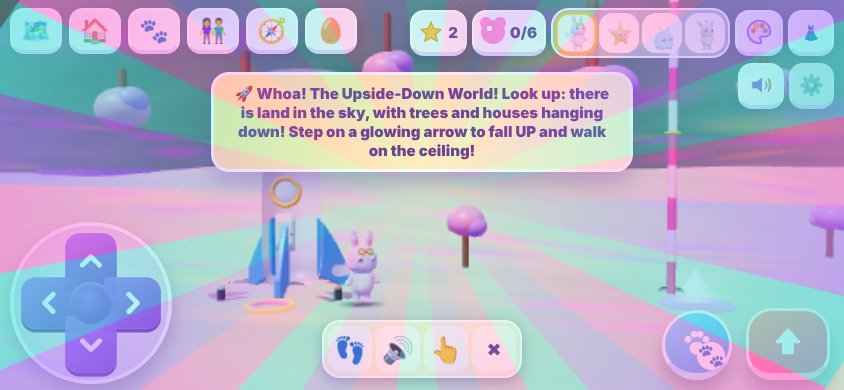 2
0/6
🚀 Whoa! The Upside-Down World! Look up: there
is land in the sky, with trees and houses hanging
down! Step on a glowing arrow to fall UP and walk
on the ceiling!